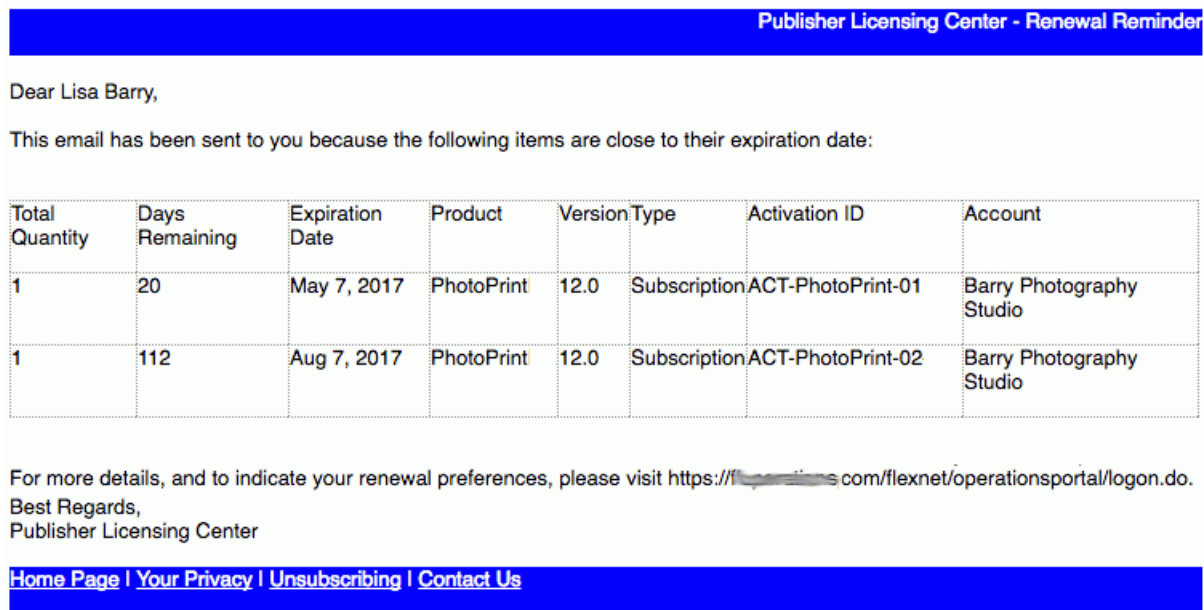 Publisher Licensing Center - Renewal Reminder
Dear Lisa Barry,
This email has been sent to you because the following items are close to their expiration date:
Total Quantity Days Remaining Expiration Date Product Version Type Activation ID Account
1 20 May 7, 2017 PhotoPrint 12.0 Subscription ACT-PhotoPrint-01 Barry Photography Studio
1 112 Aug 7, 2017 PhotoPrint 12.0 Subscription ACT-PhotoPrint-02 Barry Photography Studio
For more details, and to indicate your renewal preferences, please visit https:// com/flexnet/operationsportal/logon.do.
Best Regards,
Publisher Licensing Center
Home Page | Your Privacy | Unsubscribing | Contact Us